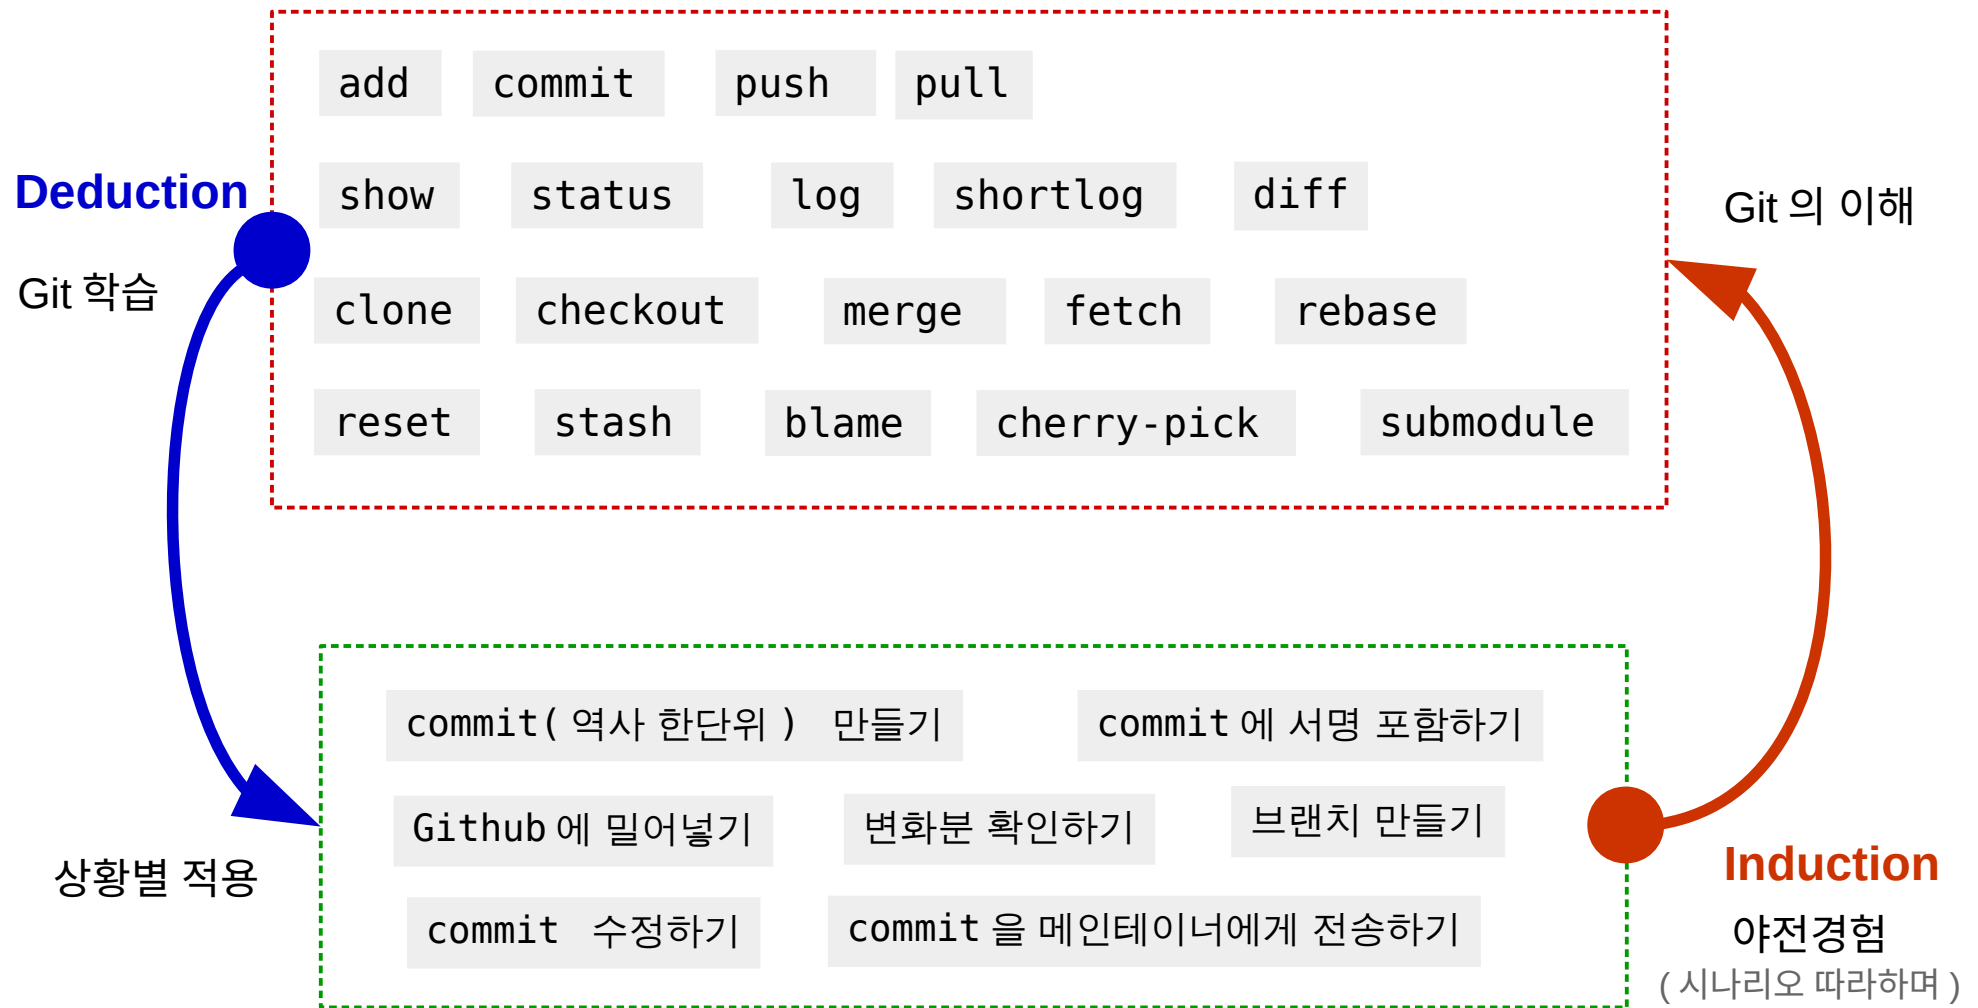 add commit push pull
Deduction
show status log shortlog diff
Git 의 이해
Git 학습
clone checkout merge fetch rebase
reset stash blame cherry-pick submodule
commit( 역사 한단위 ) 만들기 commit 에 서명 포함하기
Github 에 밀어넣기 변화분 확인하기 브랜치 만들기
상황별 적용
Induction
commit 수정하기 commit 을 메인테이너에게 전송하기
야전경험
( 시나리오 따라하며 )